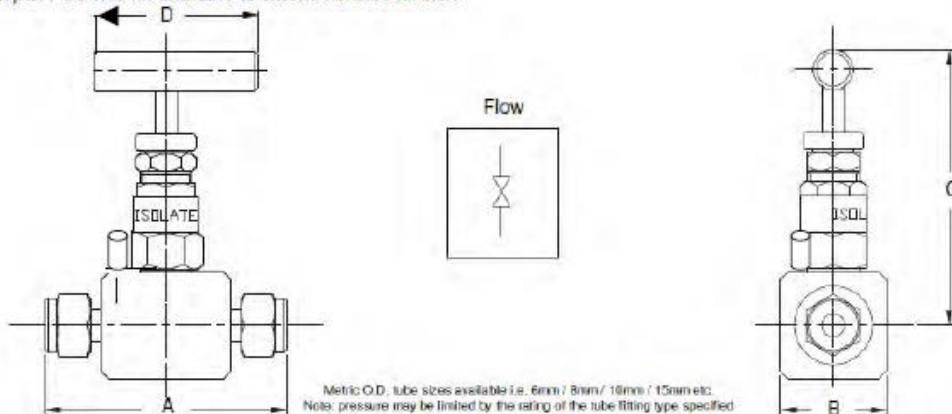 D
Flow
C
ISOLATE
ISOL
Metric O.D. tube sizes available i.e. 6mm / 8mm / 10mm / 15mm etc
Note: pressure may be limited by the rating of the tube fitting type specified
A
B